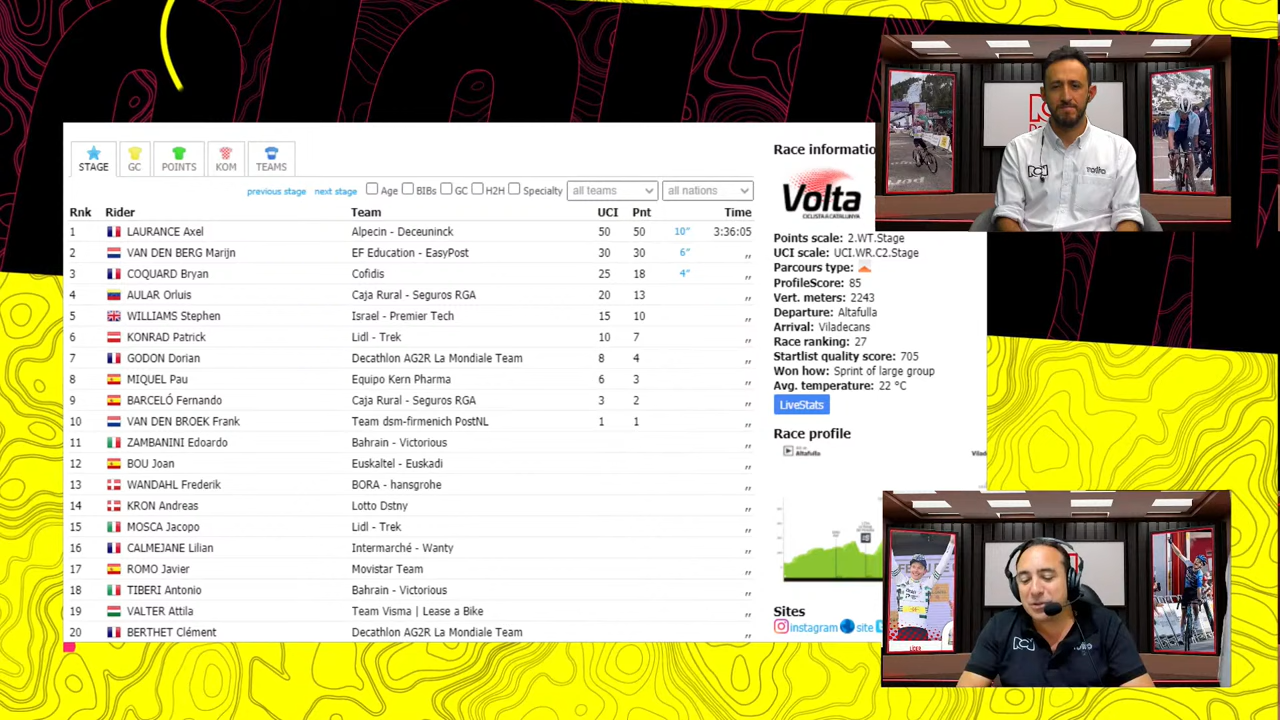 STAGE GC POINTS KOM TEAMS
previous stage next stage Age BIBs GC H2H Specialty all teams all nations
Rnk Rider Team UCI Pnt Time
1 LAURANCE Axel Alpecin - Deceuninck 50 50 10″ 3:36:05
2 VAN DEN BERG Marijn EF Education - EasyPost 30 30 6″ ,,
3 COQUARD Bryan Cofidis 25 18 4″ ,,
4 AULAR Orluis Caja Rural - Seguros RGA 20 13 ,,
5 WILLIAMS Stephen Israel - Premier Tech 15 10 ,,
6 KONRAD Patrick Lidl - Trek 10 7 ,,
7 GODON Dorian Decathlon AG2R La Mondiale Team 8 4 ,,
8 MIQUEL Pau Equipo Kern Pharma 6 3 ,,
9 BARCELÓ Fernando Caja Rural - Seguros RGA 3 2 ,,
10 VAN DEN BROEK Frank Team dsm-firmenich PostNL 1 1 ,,
11 ZAMBANINI Edoardo Bahrain - Victorious ,,
12 BOU Joan Euskaltel - Euskadi ,,
13 WANDAHL Frederik BORA - hansgrohe ,,
14 KRON Andreas Lotto Dstny ,,
15 MOSCA Jacopo Lidl - Trek ,,
16 CALMEJANE Lilian Intermarché - Wanty ,,
17 ROMO Javier Movistar Team ,,
18 TIBERI Antonio Bahrain - Victorious ,,
19 VALTER Attila Team Visma | Lease a Bike ,,
20 BERTHET Clément Decathlon AG2R La Mondiale Team ,,
Race informatio
Volta
CICLISTA A CATALUNYA
Points scale: 2.WT.Stage
UCI scale: UCI.WR.C2.Stage
Parcours type:
ProfileScore: 85
Vert. meters: 2243
Departure: Altafulla
Arrival: Viladecans
Race ranking: 27
Startlist quality score: 705
Won how: Sprint of large group
Avg. temperature: 22 °C
LiveStats
Race profile
Altafulla
Sites
instagram site